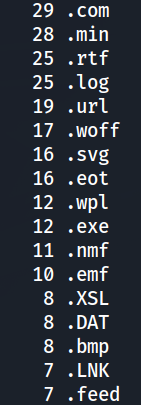 29 .com
28 .min
25 .rtf
25 .log
19 .url
17 .woff
16 .svg
16 .eot
12 .wpl
12 .exe
11 .nmf
10 .emf
8 .XSL
8 .DAT
8 .bmp
7 .LNK
7 .feed